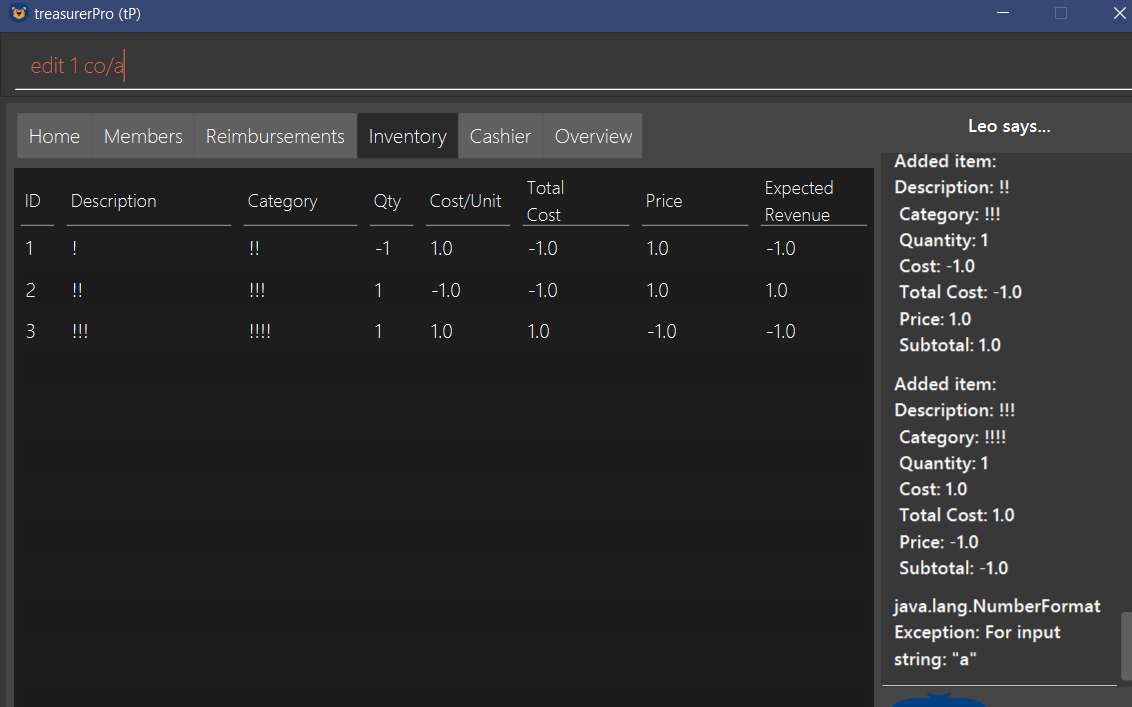 treasurerPro (tP)
edit 1 co/a
Home Members Reimbursements Inventory Cashier Overview
ID Description Category Qty Cost/Unit Total Cost Price Expected Revenue
1 ! !! -1 1.0 -1.0 1.0 -1.0
2 !! !!! 1 -1.0 -1.0 1.0 1.0
3 !!! !!!! 1 1.0 1.0 -1.0 -1.0
Leo says...
Added item:
Description: !!
Category: !!!
Quantity: 1
Cost: -1.0
Total Cost: -1.0
Price: 1.0
Subtotal: 1.0
Added item:
Description: !!!
Category: !!!!
Quantity: 1
Cost: 1.0
Total Cost: 1.0
Price: -1.0
Subtotal: -1.0
java.lang.NumberFormat
Exception: For input
string: "a"